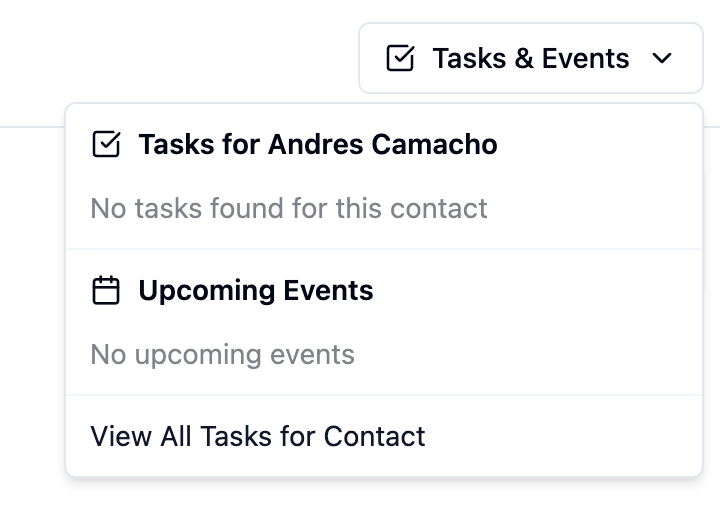 Tasks & Events
Tasks for Andres Camacho
No tasks found for this contact
Upcoming Events
No upcoming events
View All Tasks for Contact